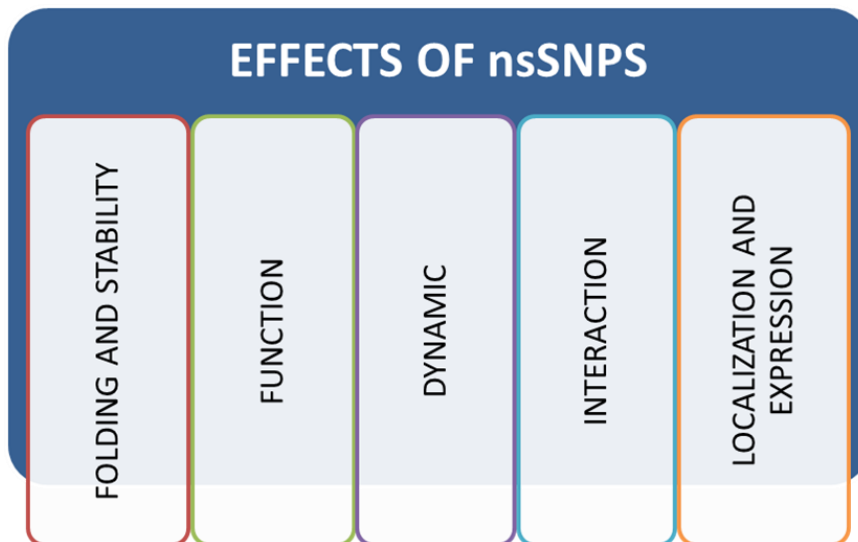 EFFECTS OF nsSNPS
FOLDING AND STABILITY
FUNCTION
DYNAMIC
INTERACTION
LOCALIZATION AND
EXPRESSION